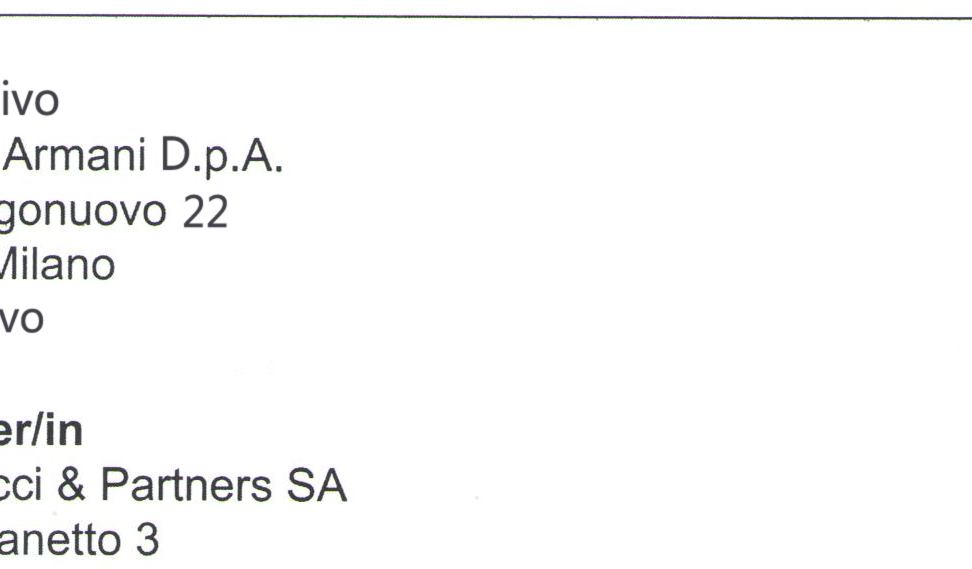 ivo
Armani D.p.A.
gonuovo 22
Milano
vo
er/in
cci & Partners SA
anetto 3